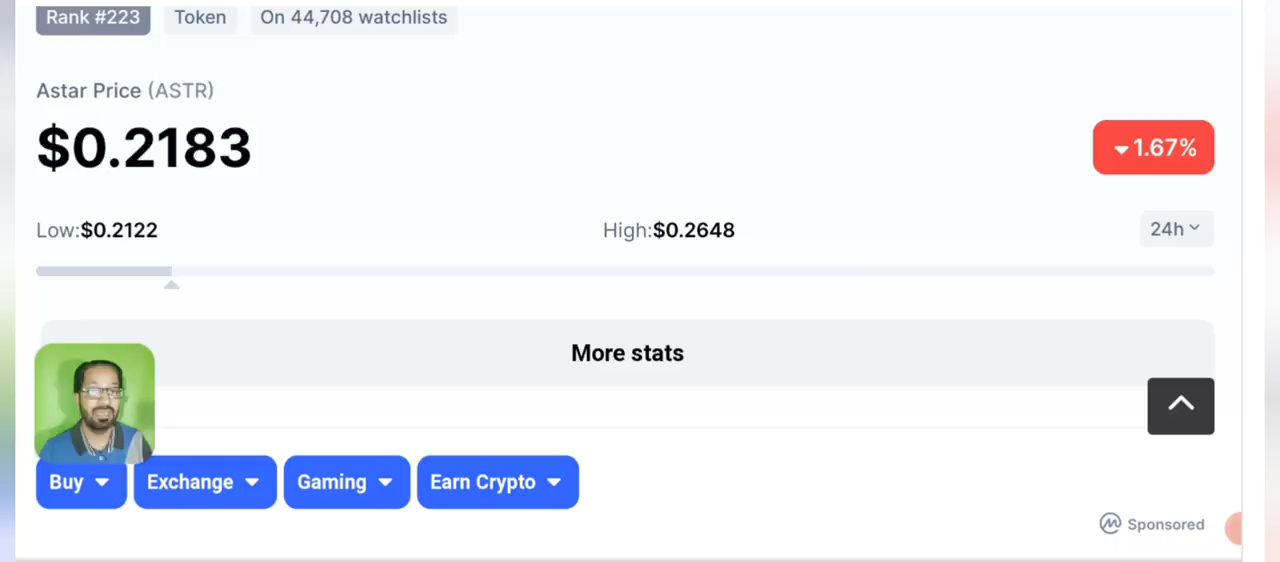 Rank #223 Token On 44,708 watchlists
Astar Price (ASTR)
$0.2183 1.67%
Low:$0.2122 High:$0.2648 24h
More stats
Buy Exchange Gaming Earn Crypto
Sponsored